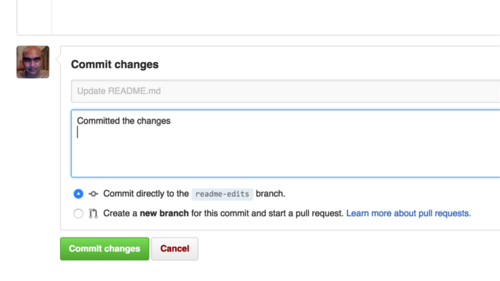 Commit changes
Update README.md
Committed the changes
Commit directly to the readme-edits branch.
Create a new branch for this commit and start a pull request. Learn more about pull requests.
Commit changes Cancel